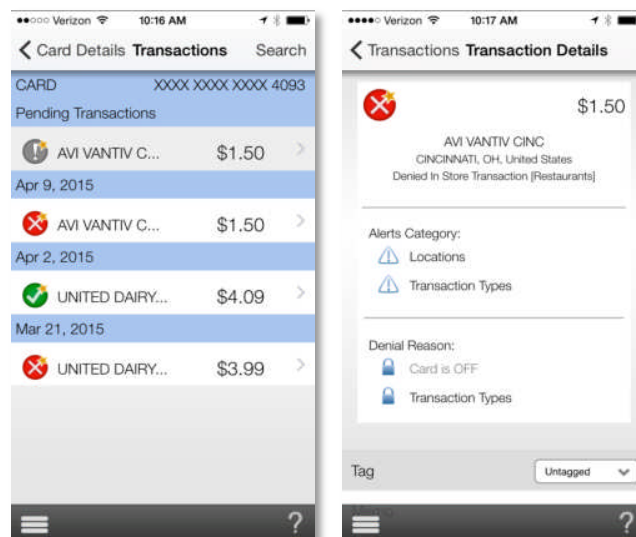 Verizon 10:16 AM
Card Details Transactions Search
CARD XXXX XXXX XXXX 4093
Pending Transactions
AVI VANTIV C... $1.50
Apr 9, 2015
AVI VANTIV C... $1.50
Apr 2, 2015
UNITED DAIRY... $4.09
Mar 21, 2015
UNITED DAIRY... $3.99
?
Verizon 10:17 AM
Transactions Transaction Details
$1.50
AVI VANTIV CINC
CINCINNATI, OH, United States
Denied In Store Transaction [Restaurants]
Alerts Category:
Locations
Transaction Types
Denial Reason:
Card is OFF
Transaction Types
Tag Untagged
Memo
?